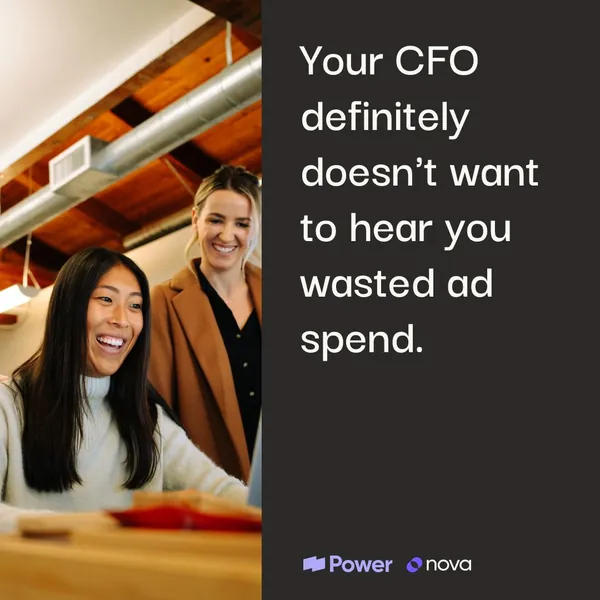 Your CFO
definitely
doesn't want
to hear you
wasted ad
spend.
Power nova